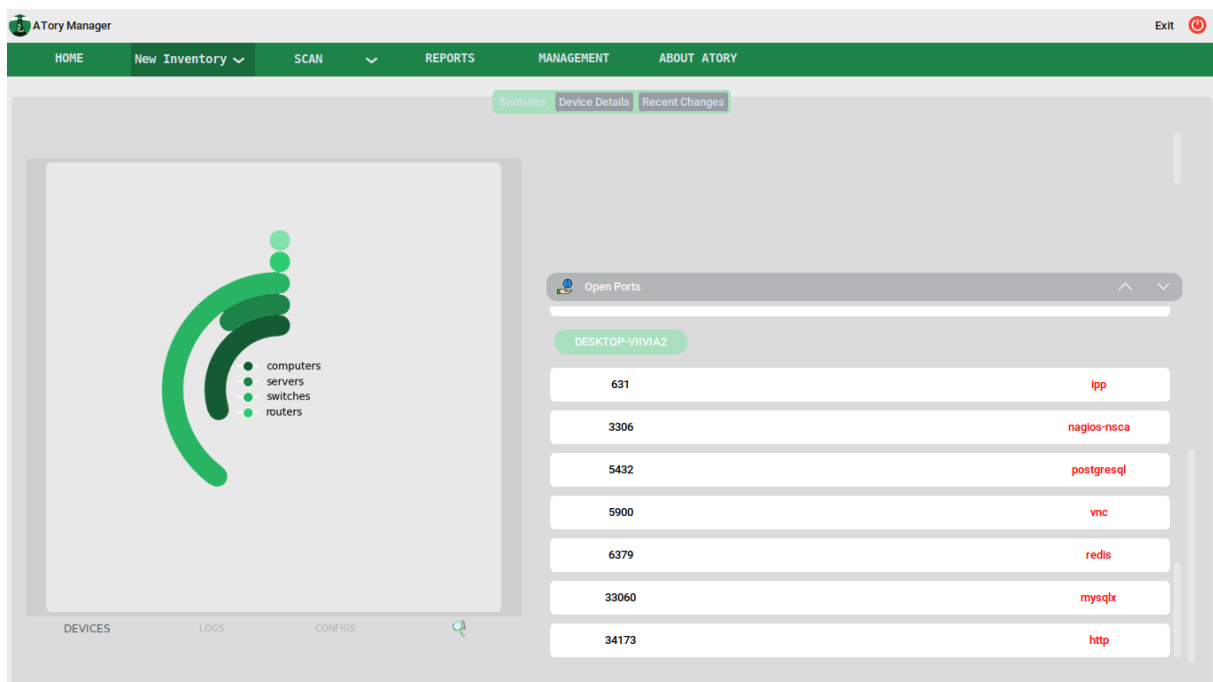 ATory Manager
Exit
HOME New Inventory SCAN REPORTS MANAGEMENT ABOUT ATORY
Statistics Device Details Recent Changes
computers
servers
switches
routers
DEVICES LOGS CONFIGS
Open Ports
DESKTOP-VIIVIA2
631 ipp
3306 nagios-nsca
5432 postgresql
5900 vnc
6379 redis
33060 mysqlx
34173 http